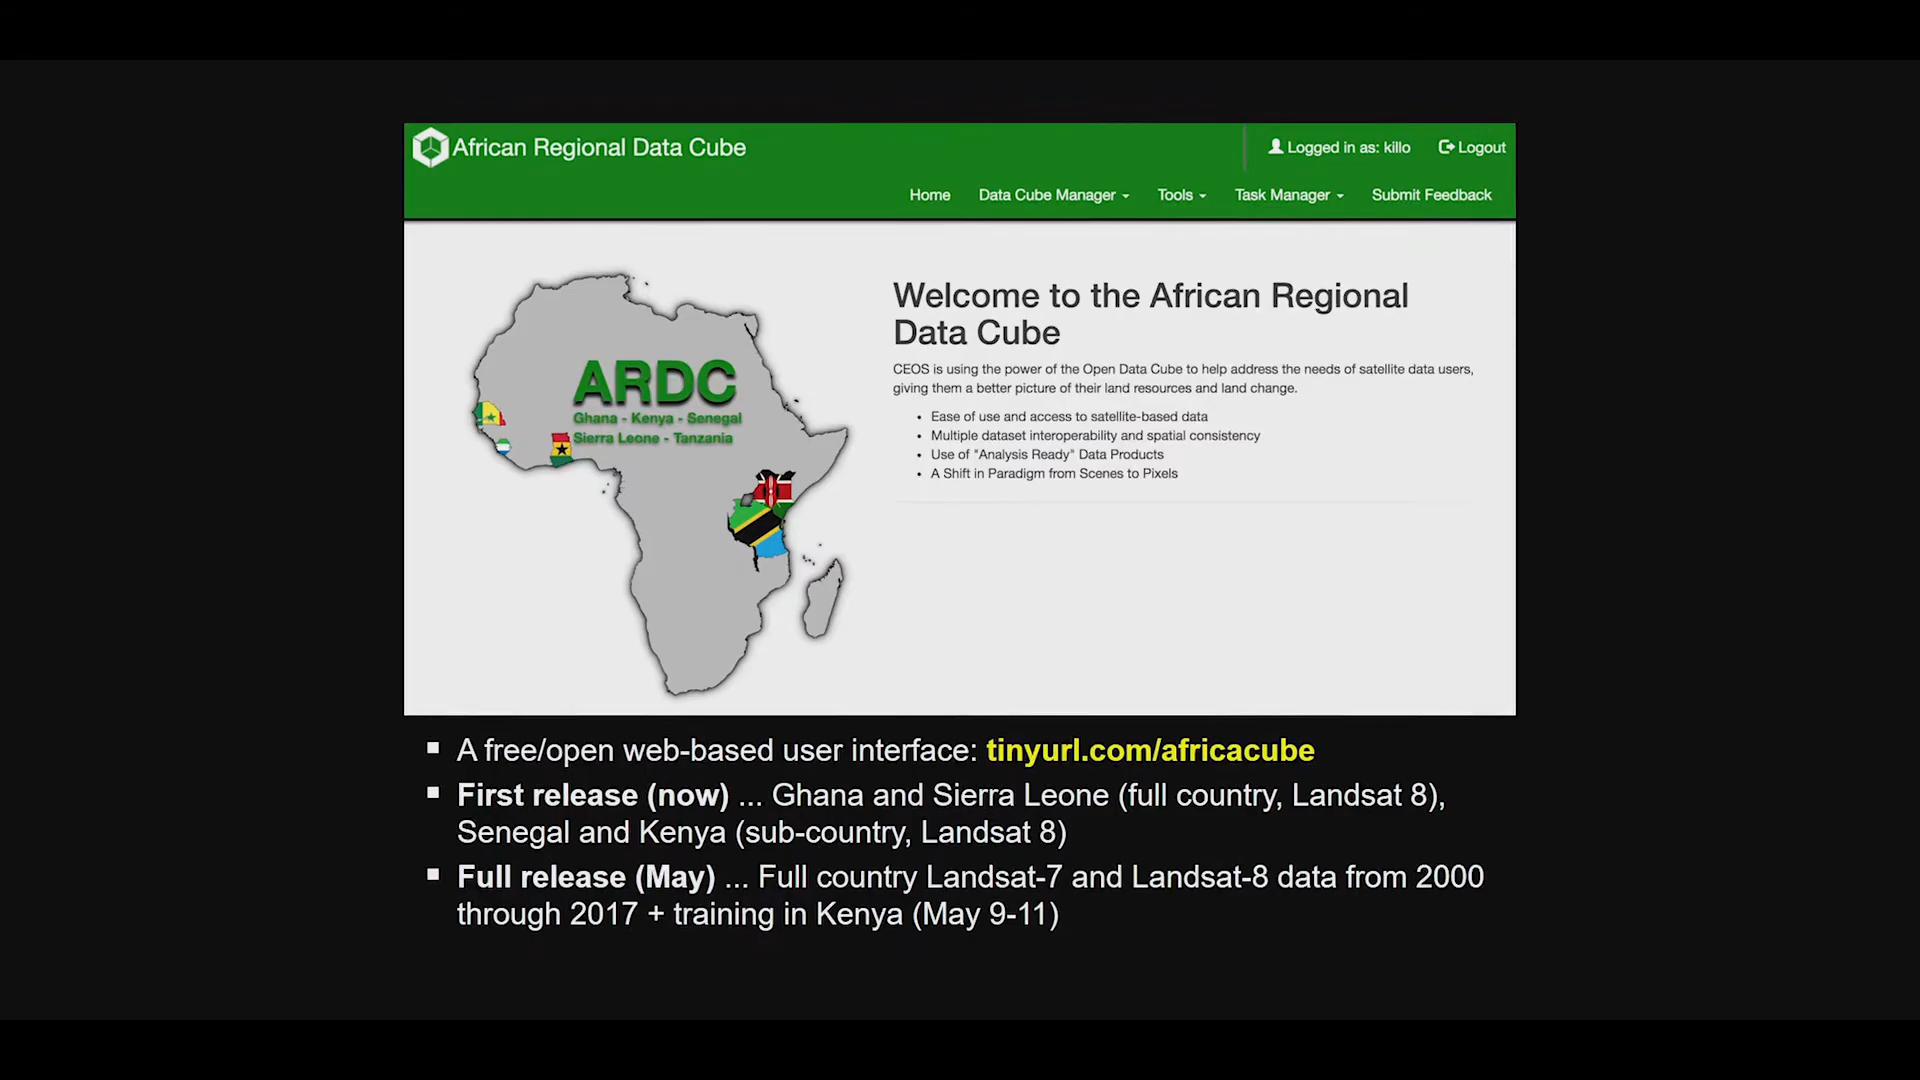 African Regional Data Cube
Logged in as: killo
Logout
Home
Data Cube Manager
Tools
Task Manager
Submit Feedback
ARDC
Ghana - Kenya - Senegal
Sierra Leone - Tanzania
Welcome to the African Regional
Data Cube
CEOS is using the power of the Open Data Cube to help address the needs of satellite data users,
giving them a better picture of their land resources and land change.
• Ease of use and access to satellite-based data
• Multiple dataset interoperability and spatial consistency
• Use of "Analysis Ready" Data Products
• A Shift in Paradigm from Scenes to Pixels
▪ A free/open web-based user interface: tinyurl.com/africacube
▪ First release (now) ... Ghana and Sierra Leone (full country, Landsat 8),
Senegal and Kenya (sub-country, Landsat 8)
▪ Full release (May) ... Full country Landsat-7 and Landsat-8 data from 2000
through 2017 + training in Kenya (May 9-11)